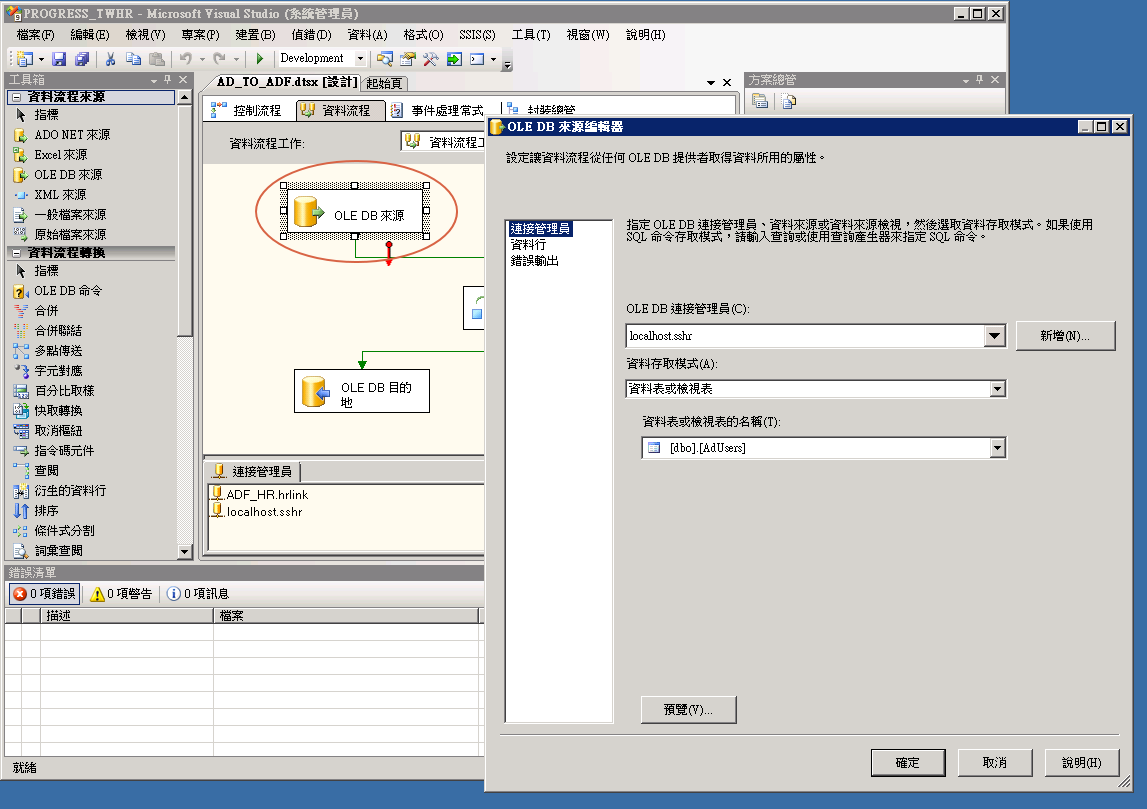 PROGRESS_TWHR - Microsoft Visual Studio (系統管理員)
檔案(F) 編輯(E) 檢視(V) 專案(P) 建置(B) 偵錯(D) 資料(A) 格式(O) SSIS(S) 工具(T) 視窗(W) 說明(H)
Development
工具箱
資料流程來源
指標
ADO NET 來源
Excel 來源
OLE DB 來源
XML 來源
一般檔案來源
原始檔案來源
資料流程轉換
指標
OLE DB 命令
合併
合併聯結
多點傳送
字元對應
百分比取樣
快取轉換
取消樞紐
指令碼元件
查閱
衍生的資料行
排序
條件式分割
詞彙查閱
AD_TO_ADF.dtsx [設計] 起始頁
控制流程 資料流程 事件處理常式 封裝總管
資料流程工作: 資料流程工
OLE DB 來源
OLE DB 目的
地
連接管理員
ADF_HR.hrlink
localhost.sshr
方案總管
錯誤清單
0 項錯誤 0 項警告 0 項訊息
描述 檔案
就緒
OLE DB 來源編輯器
設定讓資料流程從任何 OLE DB 提供者取得資料所用的屬性。
連接管理員
資料行
錯誤輸出
指定 OLE DB 連接管理員、資料來源或資料來源檢視，然後選取資料存取模式。如果使用
SQL 命令存取模式，請輸入查詢或使用查詢產生器來指定 SQL 命令。
OLE DB 連接管理員(C):
localhost.sshr 新增(N)...
資料存取模式(A):
資料表或檢視表
資料表或檢視表的名稱(T):
[dbo].[AdUsers]
預覽(V)...
確定 取消 說明(H)